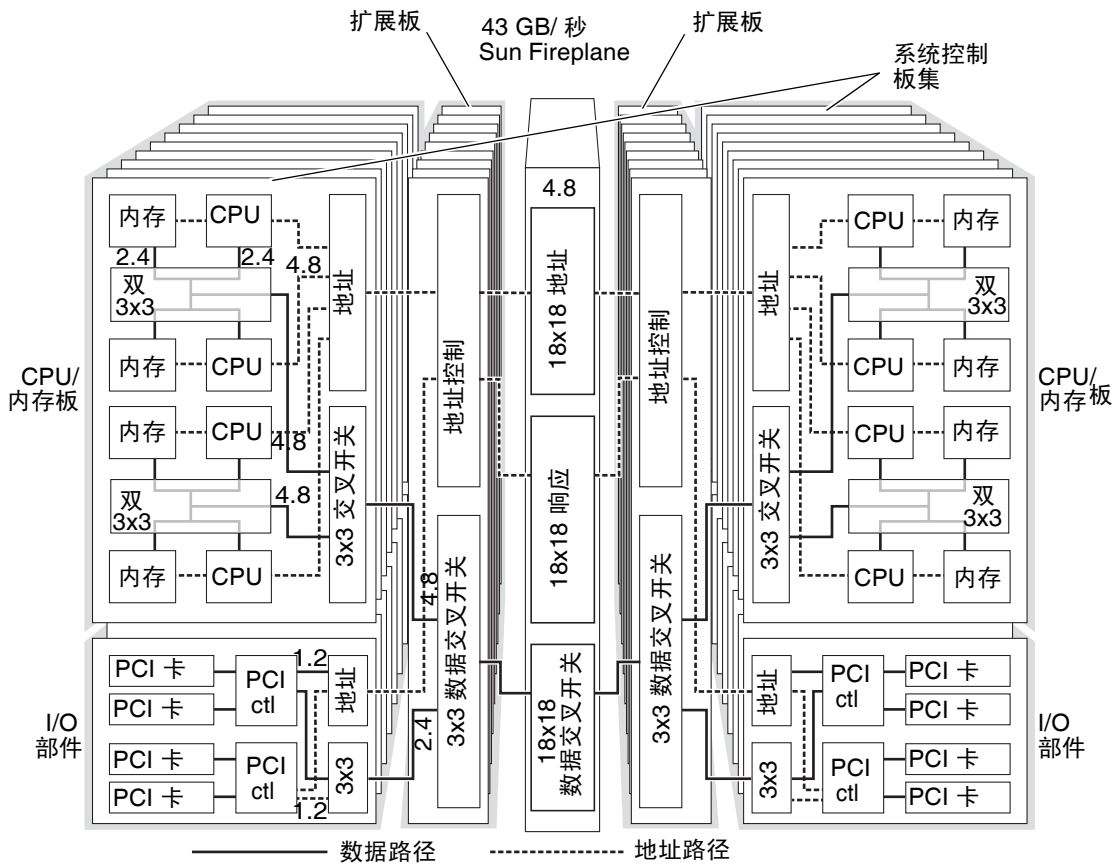 扩展板
43 GB/ 秒
Sun Fireplane
扩展板
系统控制
板集
4.8
内存
CPU
2.4
2.4
4.8
双
3x3
地址
内存
CPU
CPU/
内存板
内存
CPU
4.8
双
3x3
4.8
3x3 交叉开关
内存
CPU
地址控制
4.8
3x3 数据交叉开关
18x18 地址
18x18 响应
18x18
数据交叉开关
地址控制
3x3 数据交叉开关
地址
CPU
内存
双
3x3
CPU
内存
CPU/
内存板
3x3 交叉开关
CPU
内存
双
3x3
CPU
内存
PCI 卡
PCI 卡
PCI
ctl
1.2
地址
I/O
部件
PCI 卡
PCI 卡
PCI
ctl
1.2
3x3
2.4
地址
PCI
ctl
PCI 卡
PCI 卡
I/O
部件
3x3
PCI
ctl
PCI 卡
PCI 卡
数据路径
地址路径